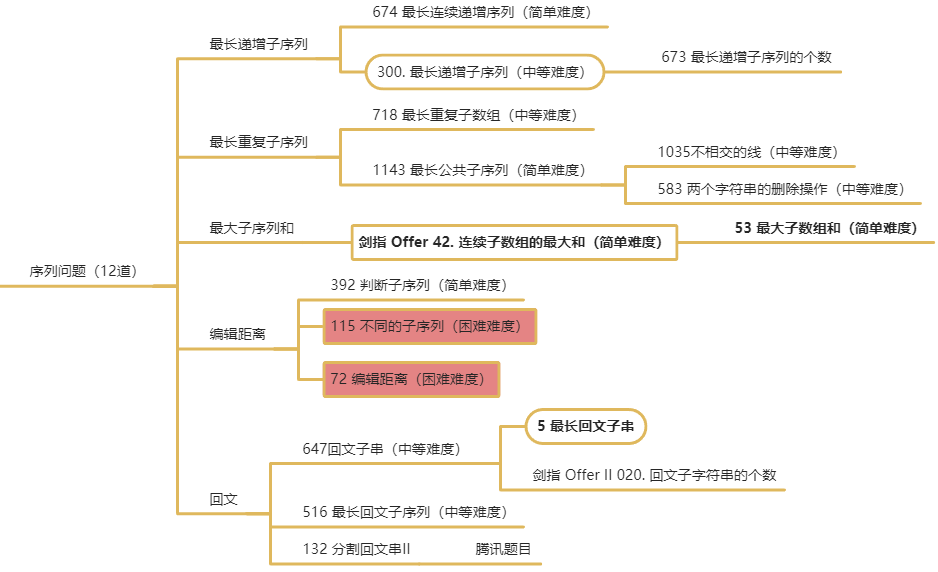 序列问题（12道）
最长递增子序列
674 最长连续递增序列（简单难度）
300. 最长递增子序列（中等难度）
673 最长递增子序列的个数
最长重复子序列
718 最长重复子数组（中等难度）
1143 最长公共子序列（简单难度）
1035不相交的线（中等难度）
583 两个字符串的删除操作（中等难度）
最大子序列和
剑指 Offer 42. 连续子数组的最大和（简单难度）
53 最大子数组和（简单难度）
编辑距离
392 判断子序列（简单难度）
115 不同的子序列（困难难度）
72 编辑距离（困难难度）
回文
647回文子串（中等难度）
5 最长回文子串
剑指 Offer II 020. 回文子字符串的个数
516 最长回文子序列（中等难度）
132 分割回文串II 腾讯题目